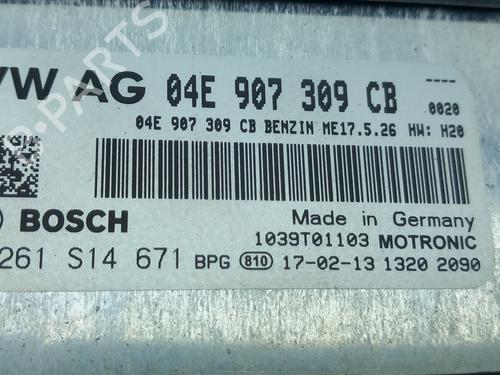 VW AG 04E 907 309 CB ---- 0020
04E 907 309 CB BENZIN ME17.5.26 HW: H20
BOSCH
Made in Germany
1039T01103 MOTRONIC
261 S14 671 BPG 810 17-02-13 1320 2090